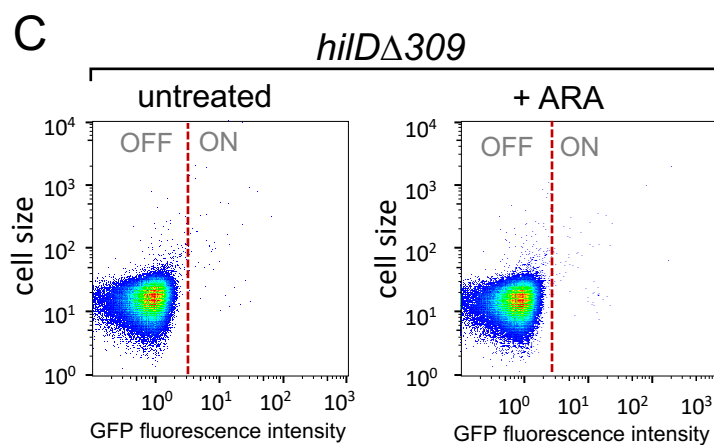 C
hilDΔ309
untreated
+ ARA
OFF ON
OFF ON
cell size
10⁴
10³
10²
10¹
10⁰
10⁰ 10¹ 10² 10³
GFP fluorescence intensity
cell size
10⁴
10³
10²
10¹
10⁰
10⁰ 10¹ 10² 10³
GFP fluorescence intensity